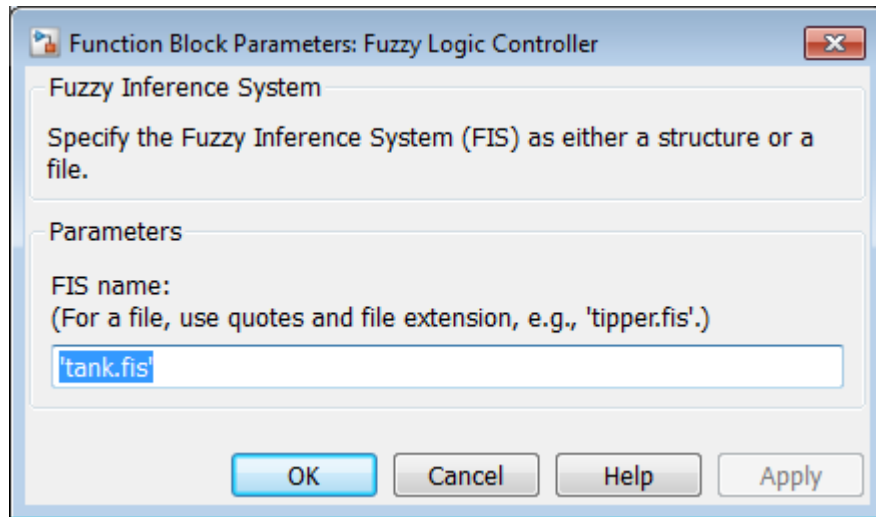 Function Block Parameters: Fuzzy Logic Controller
Fuzzy Inference System
Specify the Fuzzy Inference System (FIS) as either a structure or a
file.
Parameters
FIS name:
(For a file, use quotes and file extension, e.g., 'tipper.fis'.)
'tank.fis'
OK Cancel Help Apply